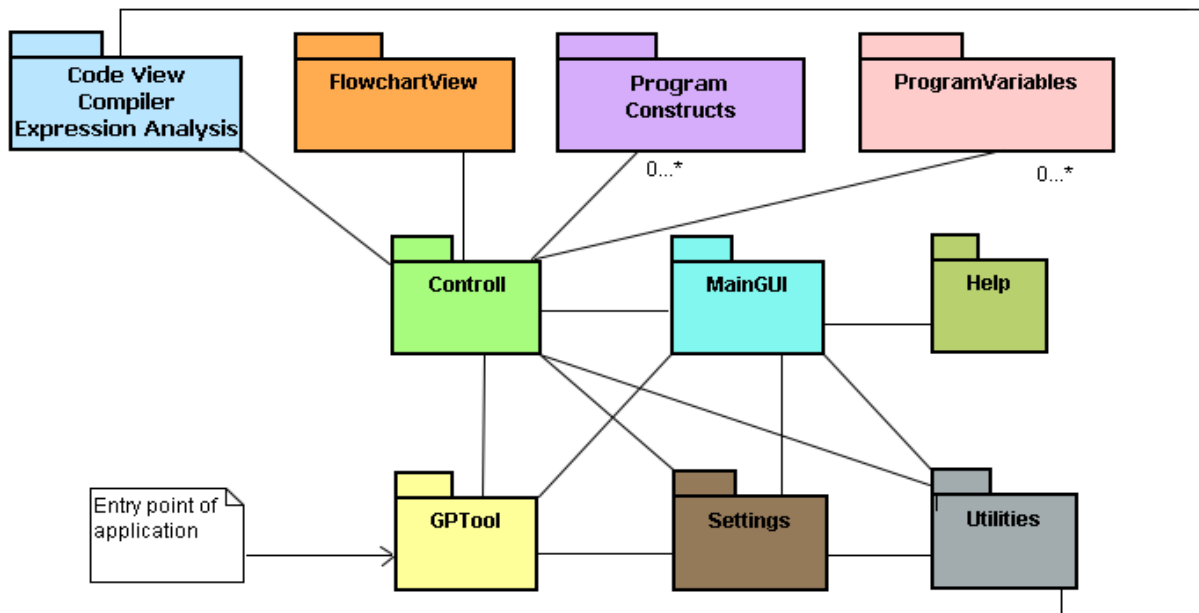 Code View
Compiler
Expression Analysis
FlowchartView
Program
Constructs
ProgramVariables
0...*
0...*
Controll
MainGUI
Help
Entry point of
application
GPTool
Settings
Utilities